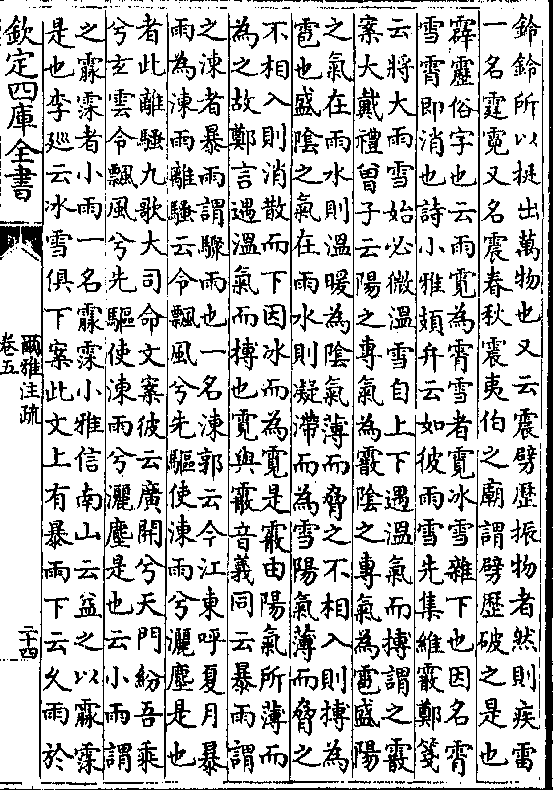 鈴鈴所以挺出萬物也又云震劈歷振物者然則疾雷
一名霆霓又名震春秋震夷伯之廟謂劈歷破之是也
霹靂俗字也云雨霓為霄雪者霓冰雪雜下也因名霄
雪霄即消也詩小雅頍弁云如彼雨雪先集維霰鄭箋
云將大雨雪始必微溫雪自上下遇溫氣而摶謂之霰
案大戴禮曾子云陽之專氣為霰陰之專氣為雹盛陽
之氣在雨水則溫暖為陰氣薄而脅之不相入則摶為
雹也盛陰之氣在雨水則凝滯而為雪陽氣薄而脅之
不相入則消散而下因冰而為霓是霰由陽氣所薄而
為之故鄭言遇溫氣而摶也霓與霰音義同云暴雨謂
之涷者暴雨謂驟雨也一名涷郭云今江東呼夏月暴
雨為涷雨離騷云令飄風兮先驅使涷雨兮灑塵是也
者此離騷九歌大司命文案彼云廣開兮天門紛吾乘
兮玄雲令飄風兮先驅使涷雨兮灑塵是也云小雨謂
之霢霂者小雨一名霢霂小雅信南山云益之以霢霂
是也李廵云冰雪俱下案此文上有暴雨下云久雨於
欽定四庫全書
爾雅注疏
卷五
二十四